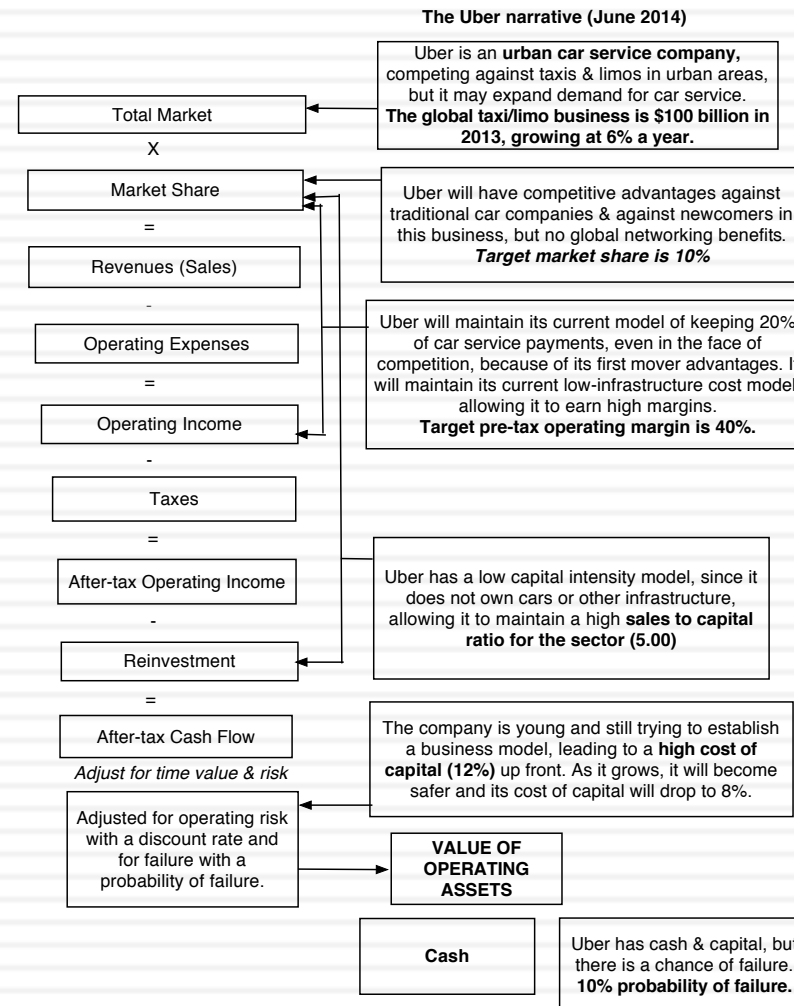 The Uber narrative (June 2014)
Uber is an urban car service company,
competing against taxis & limos in urban areas,
but it may expand demand for car service.
The global taxi/limo business is $100 billion in
2013, growing at 6% a year.
Total Market
X
Market Share
Uber will have competitive advantages against
traditional car companies & against newcomers in
this business, but no global networking benefits.
Target market share is 10%
=
Revenues (Sales)
-
Operating Expenses
Uber will maintain its current model of keeping 20%
of car service payments, even in the face of
competition, because of its first mover advantages.
will maintain its current low-infrastructure cost model,
allowing it to earn high margins.
Target pre-tax operating margin is 40%.
=
Operating Income
-
Taxes
=
After-tax Operating Income
Uber has a low capital intensity model, since it
does not own cars or other infrastructure,
allowing it to maintain a high sales to capital
ratio for the sector (5.00)
-
Reinvestment
=
After-tax Cash Flow
The company is young and still trying to establish
a business model, leading to a high cost of
capital (12%) up front. As it grows, it will become
safer and its cost of capital will drop to 8%.
Adjust for time value & risk
Adjusted for operating risk
with a discount rate and
for failure with a
probability of failure.
VALUE OF
OPERATING
ASSETS
Cash
Uber has cash & capital, but
there is a chance of failure.
10% probability of failure.